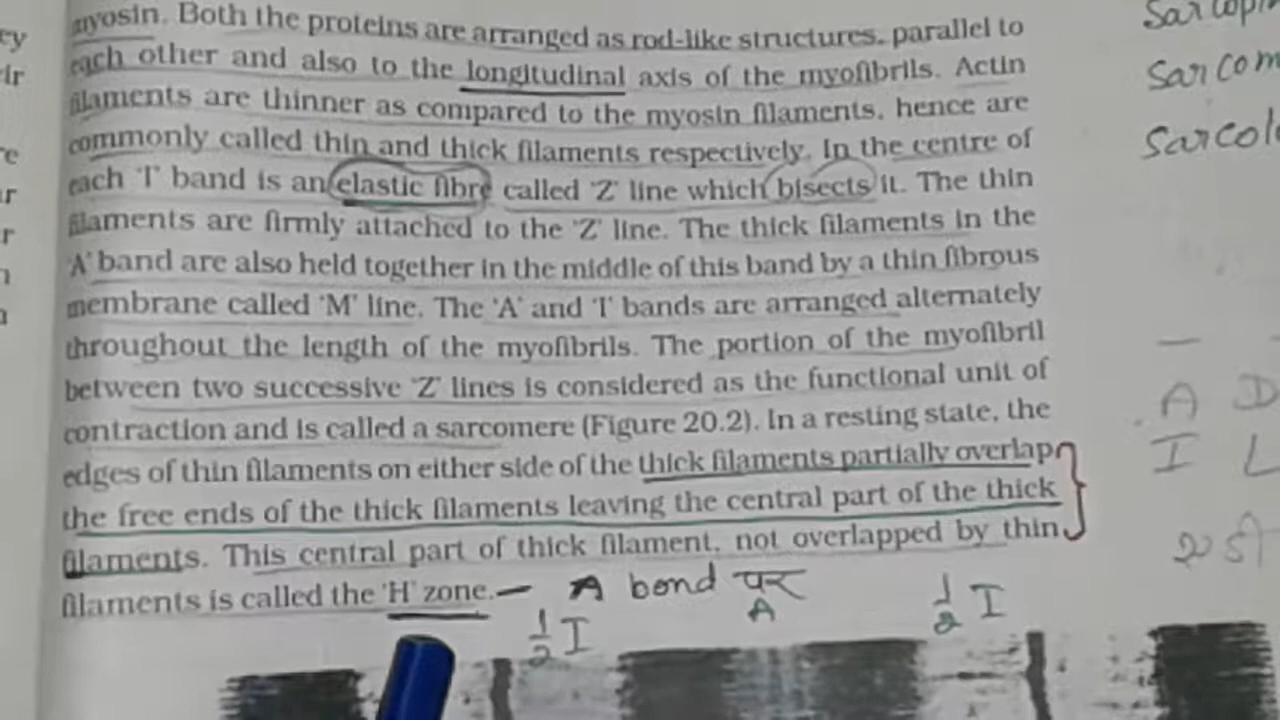 myosin. Both the proteins are arranged as rod-like structures, parallel to
each other and also to the longitudinal axis of the myofibrils. Actin
filaments are thinner as compared to the myosin filaments, hence are
commonly called thin and thick filaments respectively. In the centre of
each 'I' band is an elastic fibre called 'Z' line which bisects it. The thin
filaments are firmly attached to the 'Z' line. The thick filaments in the
'A' band are also held together in the middle of this band by a thin fibrous
membrane called 'M' line. The 'A' and 'I' bands are arranged alternately
throughout the length of the myofibrils. The portion of the myofibril
between two successive 'Z' lines is considered as the functional unit of
contraction and is called a sarcomere (Figure 20.2). In a resting state, the
edges of thin filaments on either side of the thick filaments partially overlap
the free ends of the thick filaments leaving the central part of the thick
filaments. This central part of thick filament, not overlapped by thin
filaments is called the 'H' zone. — A bond पर
A
1/2 I
1/2 I
Sarcop
Sarcom
Sarcol
A D
I L